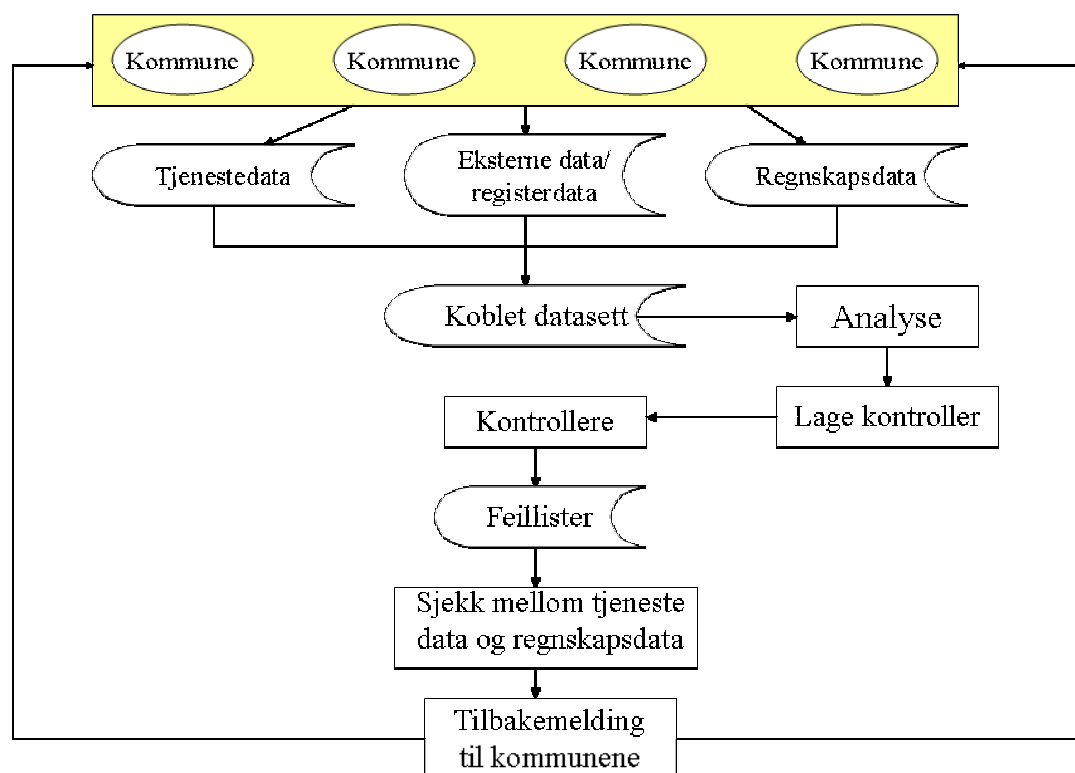 Kommune Kommune Kommune Kommune
Tjenestedata
Eksterne data/
registerdata
Regnskapsdata
Koblet datasett
Analyse
Lage kontroller
Kontrollere
Feillister
Sjekk mellom tjeneste
data og regnskapsdata
Tilbakemelding
til kommunene